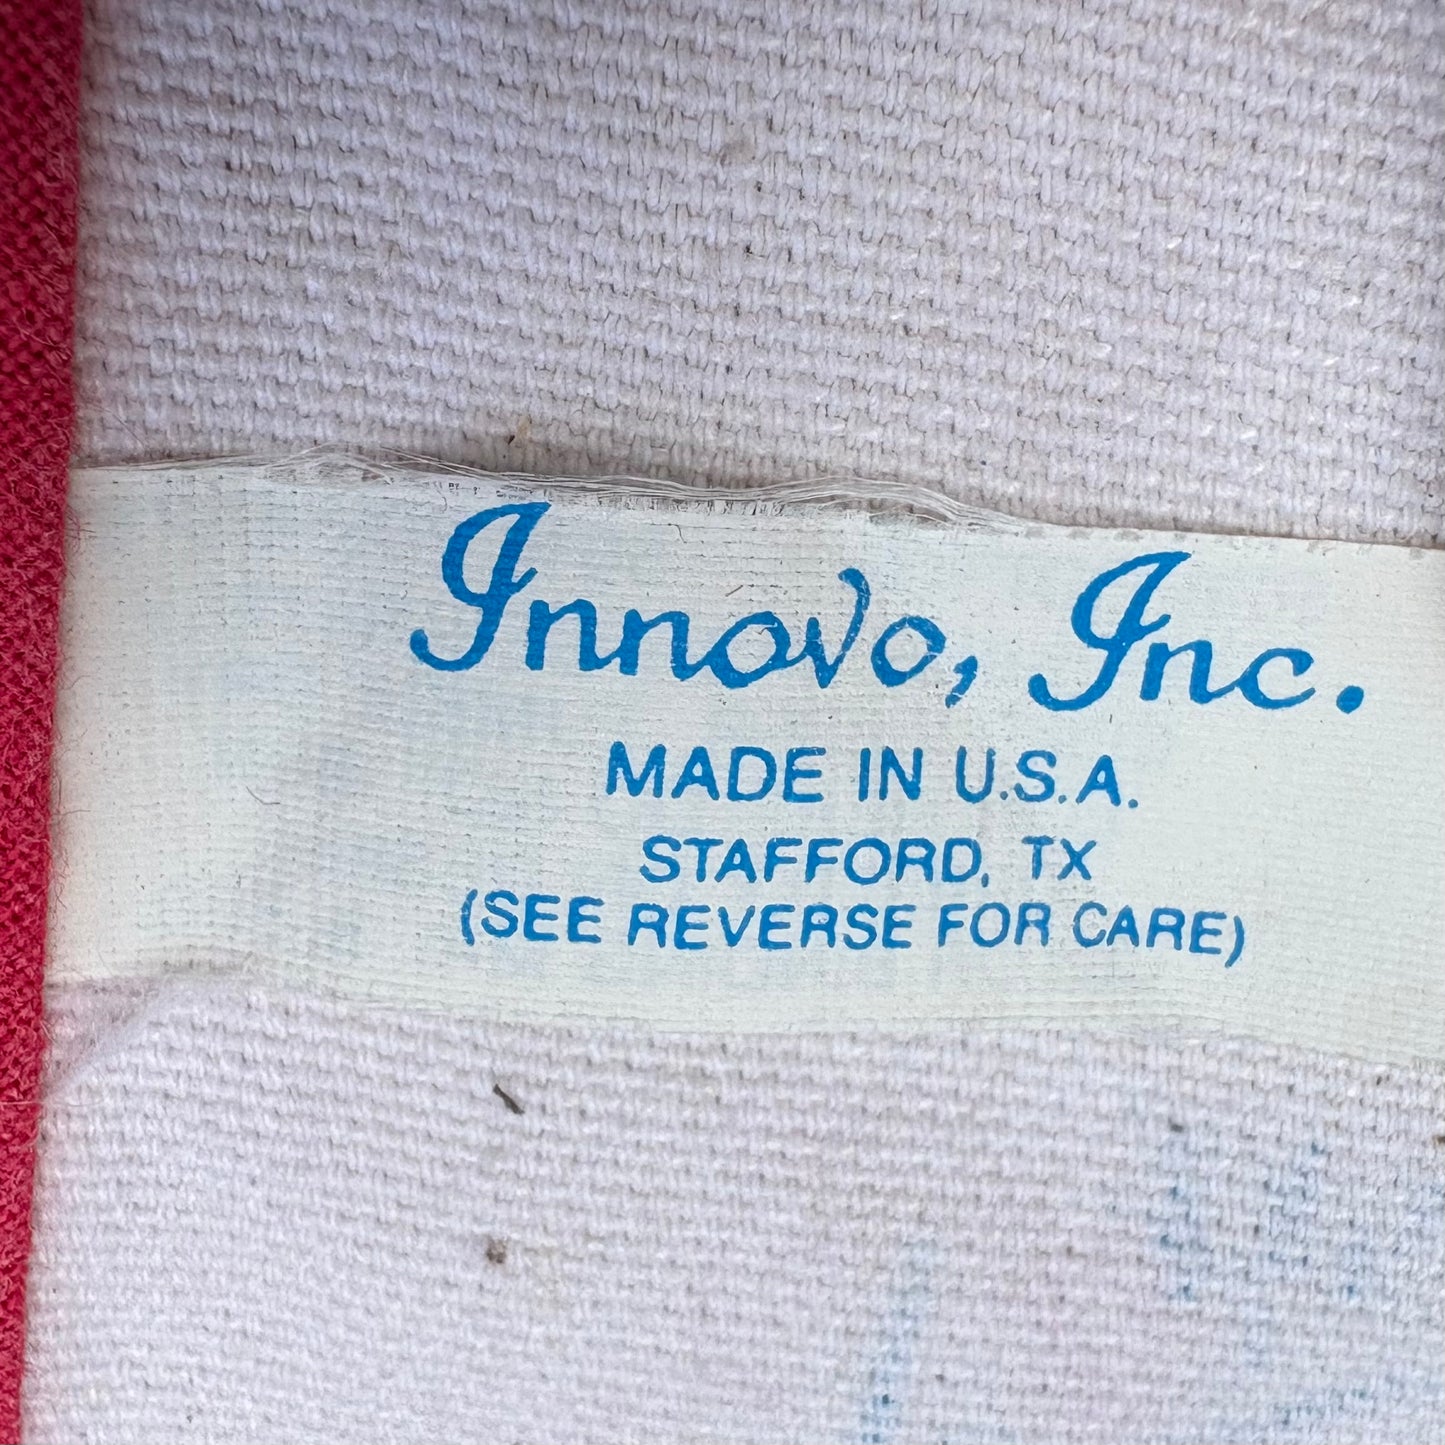 Innovo, Inc.
MADE IN U.S.A.
STAFFORD, TX
(SEE REVERSE FOR CARE)